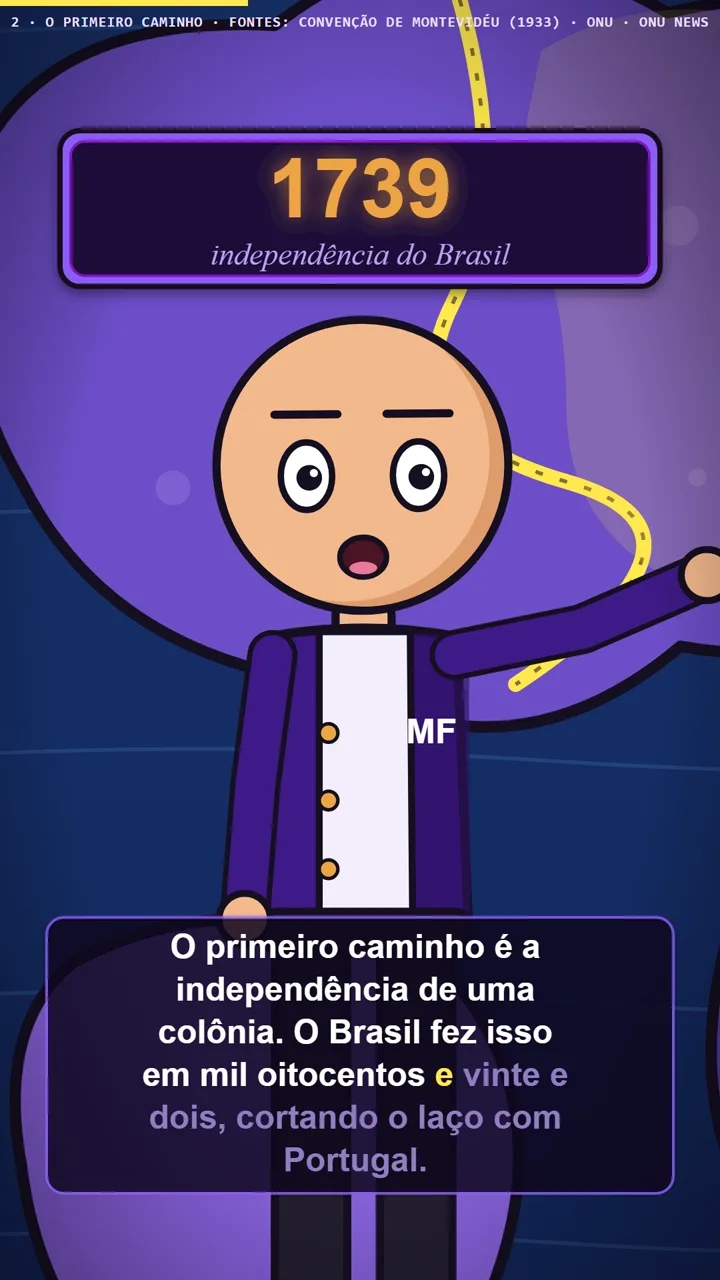 2 · O PRIMEIRO CAMINHO · FONTES: CONVENÇÃO DE MONTEVIDÉU (1933) · ONU · ONU NEWS
1739
independência do Brasil
MF
O primeiro caminho é a
independência de uma
colônia. O Brasil fez isso
em mil oitocentos e vinte e
dois, cortando o laço com
Portugal.